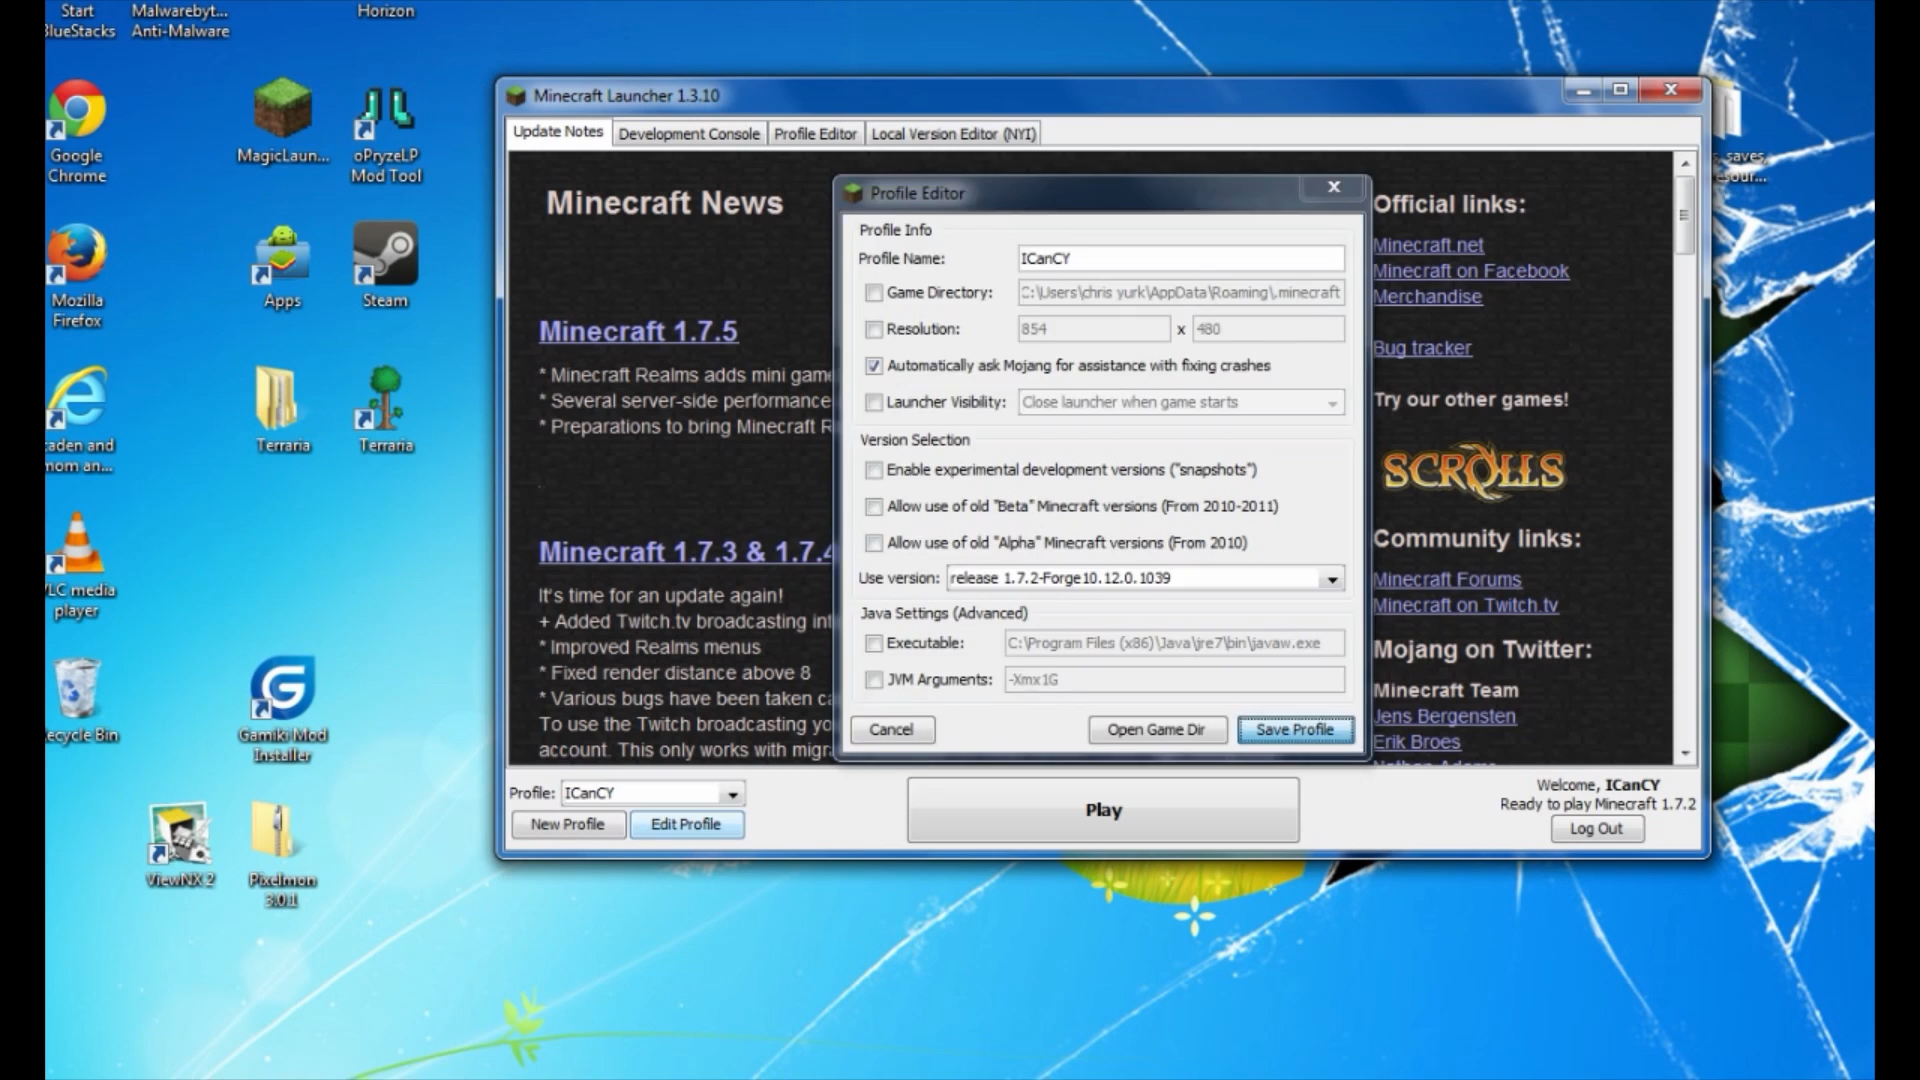 Start
BlueStacks
Malwarebyt...
Anti-Malware
Horizon
Google
Chrome
MagicLaun...
oPryzeLP
Mod Tool
Mozilla
Firefox
Apps
Steam
caden and
mom an...
Terraria
Terraria
VLC media
player
Recycle Bin
Gamiki Mod
Installer
ViewNX 2
Pixelmon
3.0.1
s, saves,
resour...
Minecraft Launcher 1.3.10
Update Notes
Development Console
Profile Editor
Local Version Editor (NYI)
Minecraft News
Minecraft 1.7.5
* Minecraft Realms adds mini game
* Several server-side performance
* Preparations to bring Minecraft R
Minecraft 1.7.3 & 1.7.4
It's time for an update again!
+ Added Twitch.tv broadcasting int
* Improved Realms menus
* Fixed render distance above 8
* Various bugs have been taken ca
To use the Twitch broadcasting yo
account. This only works with migra
Profile Editor
Profile Info
Profile Name: ICanCY
Game Directory: C:\Users\chris yurk\AppData\Roaming\.minecraft
Resolution: 854 x 480
Automatically ask Mojang for assistance with fixing crashes
Launcher Visibility: Close launcher when game starts
Version Selection
Enable experimental development versions ("snapshots")
Allow use of old "Beta" Minecraft versions (From 2010-2011)
Allow use of old "Alpha" Minecraft versions (From 2010)
Use version: release 1.7.2-Forge10.12.0.1039
Java Settings (Advanced)
Executable: C:\Program Files (x86)\Java\jre7\bin\javaw.exe
JVM Arguments: -Xmx1G
Cancel
Open Game Dir
Save Profile
Official links:
Minecraft.net
Minecraft on Facebook
Merchandise
Bug tracker
Try our other games!
SCROLLS
Community links:
Minecraft Forums
Minecraft on Twitch.tv
Mojang on Twitter:
Minecraft Team
Jens Bergensten
Erik Broes
Nathan Adams
Profile: ICanCY
New Profile
Edit Profile
Play
Welcome, ICanCY
Ready to play Minecraft 1.7.2
Log Out